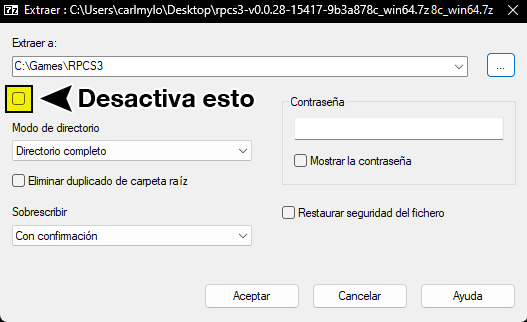 Extraer : C:\Users\carlmylo\Desktop\rpcs3-v0.0.28-15417-9b3a878c_win64.7z 8c_win64.7z
Extraer a:
C:\Games\RPCS3
...
Desactiva esto
Contraseña
Modo de directorio
Directorio completo
Mostrar la contraseña
Eliminar duplicado de carpeta raíz
Sobrescribir
Restaurar seguridad del fichero
Con confirmación
Aceptar
Cancelar
Ayuda